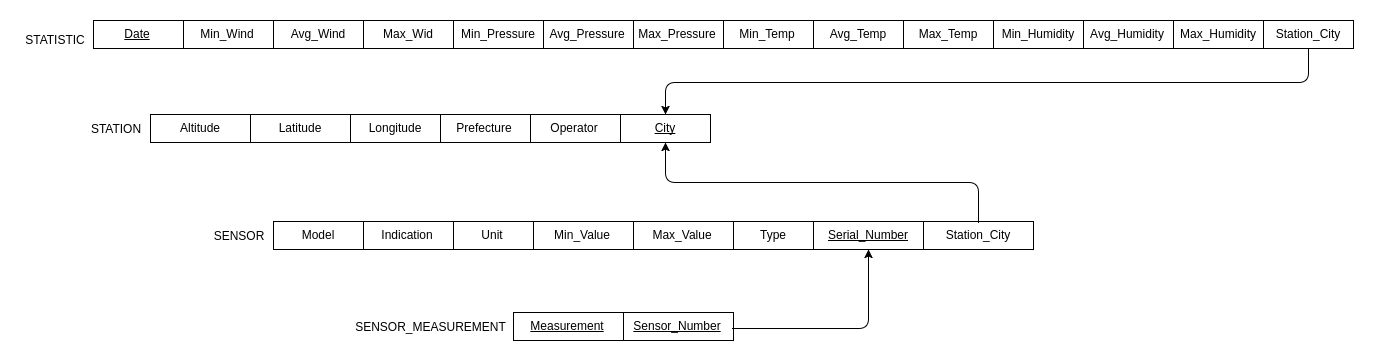 STATISTIC Date Min_Wind Avg_Wind Max_Wid Min_Pressure Avg_Pressure Max_Pressure Min_Temp Avg_Temp Max_Temp Min_Humidity Avg_Humidity Max_Humidity Station_City
STATION Altitude Latitude Longitude Prefecture Operator City
SENSOR Model Indication Unit Min_Value Max_Value Type Serial_Number Station_City
SENSOR_MEASUREMENT Measurement Sensor_Number